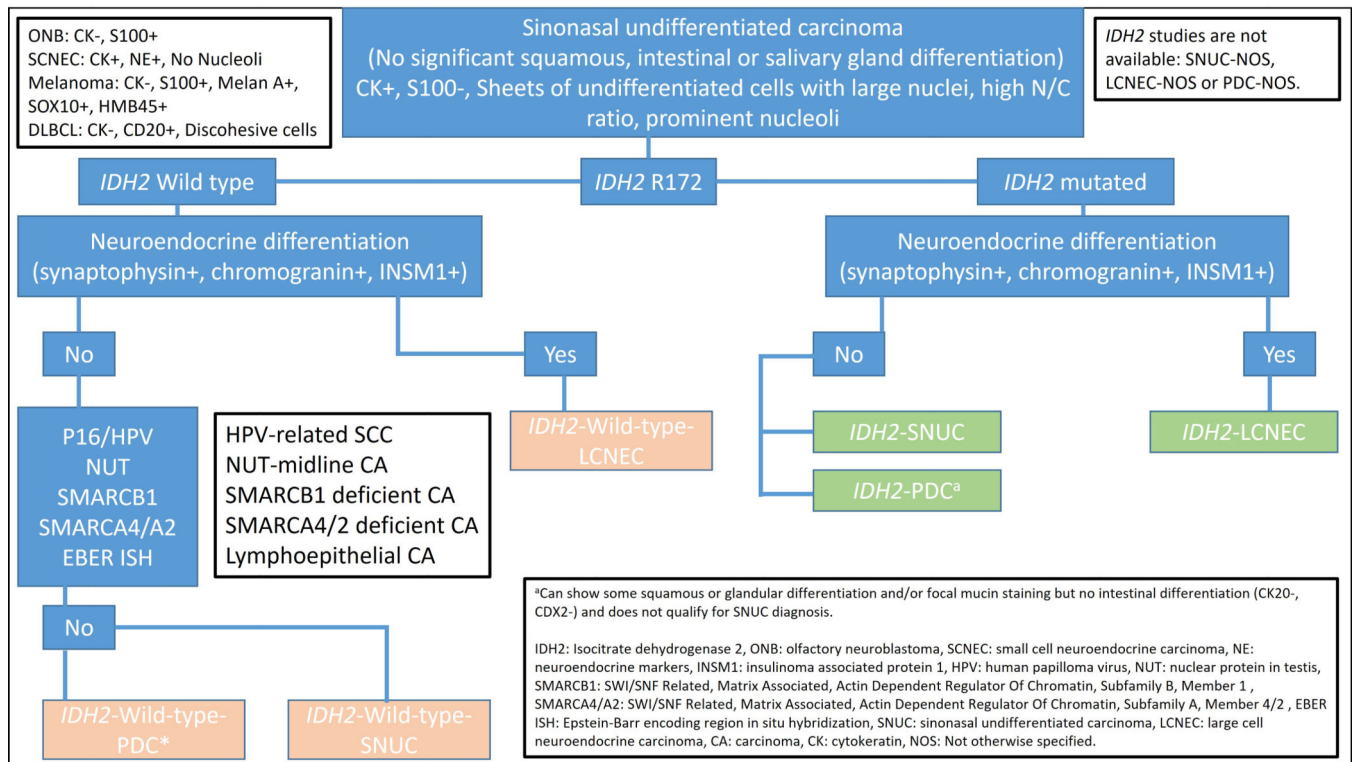 ONB: CK-, S100+
SCNEC: CK+, NE+, No Nucleoli
Melanoma: CK-, S100+, Melan A+,
SOX10+, HMB45+
DLBCL: CK-, CD20+, Discohesive cells
Sinonasal undifferentiated carcinoma
(No significant squamous, intestinal or salivary gland differentiation)
CK+, S100-, Sheets of undifferentiated cells with large nuclei, high N/C
ratio, prominent nucleoli
IDH2 studies are not
available: SNUC-NOS,
LCNEC-NOS or PDC-NOS.
IDH2 Wild type
IDH2 R172
IDH2 mutated
Neuroendocrine differentiation
(synaptophysin+, chromogranin+, INSM1+)
Neuroendocrine differentiation
(synaptophysin+, chromogranin+, INSM1+)
No
Yes
No
Yes
P16/HPV
NUT
SMARCB1
SMARCA4/A2
EBER ISH
HPV-related SCC
NUT-midline CA
SMARCB1 deficient CA
SMARCA4/2 deficient CA
Lymphoepithelial CA
IDH2-Wild-type-
LCNEC
IDH2-SNUC
IDH2-LCNEC
IDH2-PDCᵃ
No
IDH2-Wild-type-
PDC*
IDH2-Wild-type-
SNUC
ᵃCan show some squamous or glandular differentiation and/or focal mucin staining but no intestinal differentiation (CK20-,
CDX2-) and does not qualify for SNUC diagnosis.
IDH2: Isocitrate dehydrogenase 2, ONB: olfactory neuroblastoma, SCNEC: small cell neuroendocrine carcinoma, NE:
neuroendocrine markers, INSM1: insulinoma associated protein 1, HPV: human papilloma virus, NUT: nuclear protein in testis,
SMARCB1: SWI/SNF Related, Matrix Associated, Actin Dependent Regulator Of Chromatin, Subfamily B, Member 1 ,
SMARCA4/A2: SWI/SNF Related, Matrix Associated, Actin Dependent Regulator Of Chromatin, Subfamily A, Member 4/2 , EBER
ISH: Epstein-Barr encoding region in situ hybridization, SNUC: sinonasal undifferentiated carcinoma, LCNEC: large cell
neuroendocrine carcinoma, CA: carcinoma, CK: cytokeratin, NOS: Not otherwise specified.